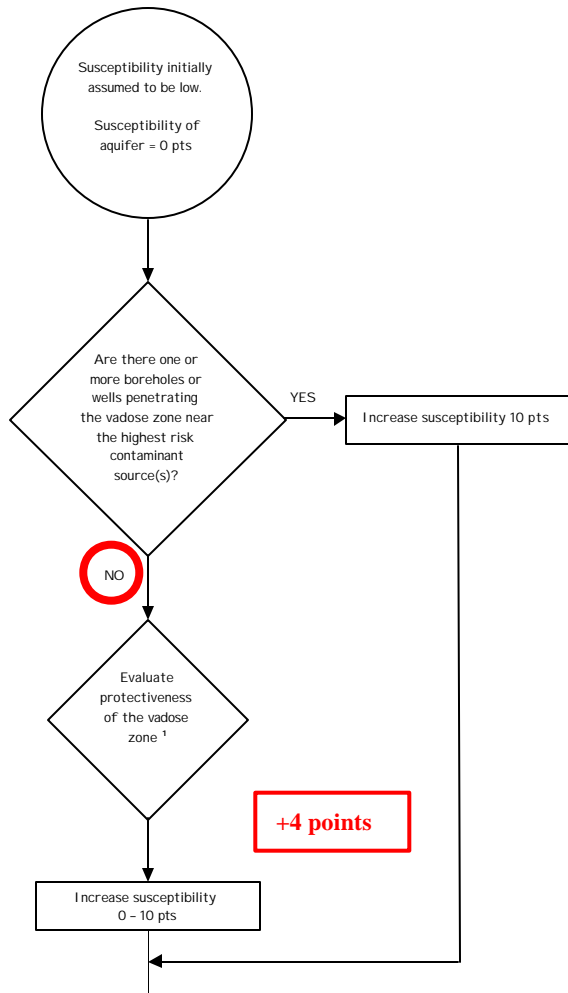 Susceptibility initially
assumed to be low.
Susceptibility of
aquifer = 0 pts
Are there one or
more boreholes or
wells penetrating
the vadose zone near
the highest risk
contaminant
source(s)?
YES
Increase susceptibility 10 pts
NO
Evaluate
protectiveness
of the vadose
zone ¹
+4 points
Increase susceptibility
0 – 10 pts